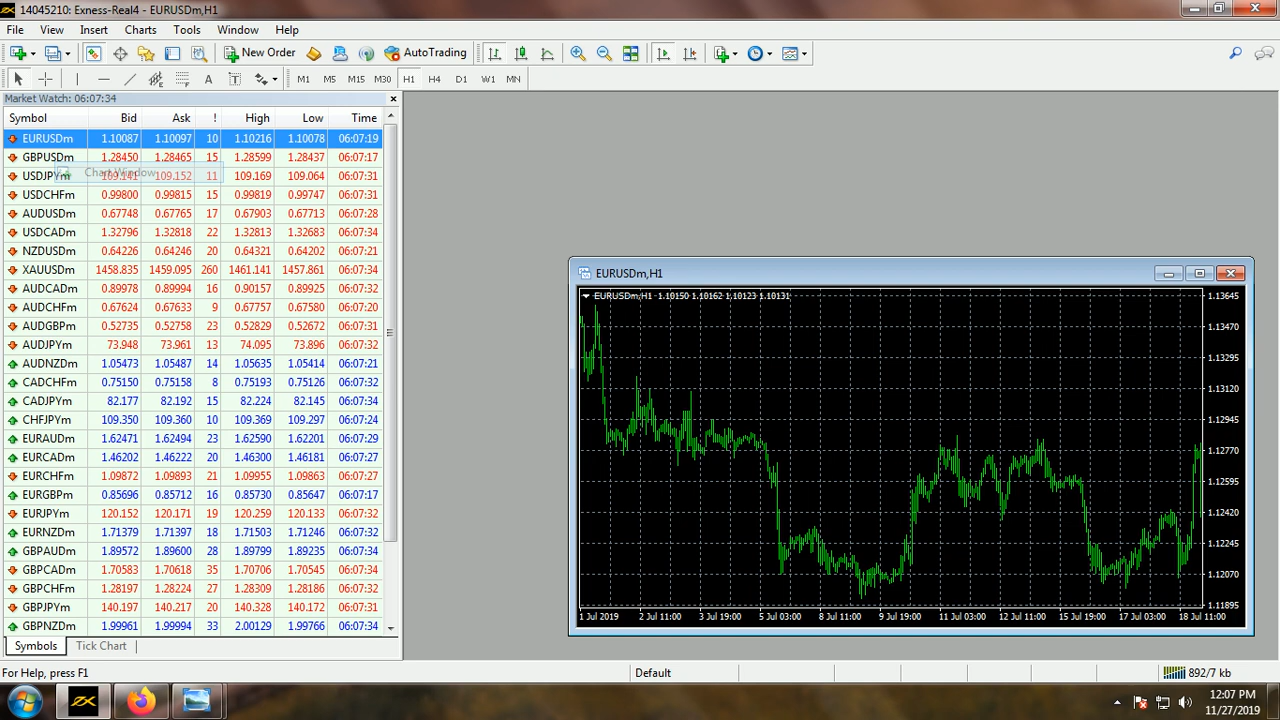 14045210: Exness-Real4 - EURUSDm,H1
File View Insert Charts Tools Window Help
New Order AutoTrading
M1 M5 M15 M30 H1 H4 D1 W1 MN
Market Watch: 06:07:34
Symbol Bid Ask ! High Low Time
EURUSDm 1.10087 1.10097 10 1.10216 1.10078 06:07:19
GBPUSDm 1.28450 1.28465 15 1.28599 1.28437 06:07:17
Chart Window
USDJPYm 109.141 109.152 11 109.169 109.064 06:07:31
USDCHFm 0.99800 0.99815 15 0.99819 0.99747 06:07:31
AUDUSDm 0.67748 0.67765 17 0.67903 0.67713 06:07:28
USDCADm 1.32796 1.32818 22 1.32813 1.32683 06:07:34
NZDUSDm 0.64226 0.64246 20 0.64321 0.64202 06:07:31
XAUUSDm 1458.835 1459.095 260 1461.141 1457.861 06:07:34
AUDCADm 0.89978 0.89994 16 0.90157 0.89925 06:07:32
AUDCHFm 0.67624 0.67633 9 0.67757 0.67580 06:07:20
AUDGBPm 0.52735 0.52758 23 0.52829 0.52672 06:07:31
AUDJPYm 73.948 73.961 13 74.095 73.896 06:07:32
AUDNZDm 1.05473 1.05487 14 1.05635 1.05414 06:07:21
CADCHFm 0.75150 0.75158 8 0.75193 0.75126 06:07:32
CADJPYm 82.177 82.192 15 82.224 82.145 06:07:34
CHFJPYm 109.350 109.360 10 109.369 109.297 06:07:24
EURAUDm 1.62471 1.62494 23 1.62590 1.62201 06:07:29
EURCADm 1.46202 1.46222 20 1.46300 1.46181 06:07:27
EURCHFm 1.09872 1.09893 21 1.09955 1.09863 06:07:27
EURGBPm 0.85696 0.85712 16 0.85730 0.85647 06:07:17
EURJPYm 120.152 120.171 19 120.259 120.133 06:07:32
EURNZDm 1.71379 1.71397 18 1.71503 1.71246 06:07:32
GBPAUDm 1.89572 1.89600 28 1.89799 1.89235 06:07:34
GBPCADm 1.70583 1.70618 35 1.70706 1.70545 06:07:34
GBPCHFm 1.28197 1.28224 27 1.28309 1.28186 06:07:32
GBPJPYm 140.197 140.217 20 140.328 140.172 06:07:31
GBPNZDm 1.99961 1.99994 33 2.00129 1.99766 06:07:34
Symbols Tick Chart
EURUSDm,H1
EURUSDm,H1 1.10150 1.10162 1.10123 1.10131
1.13645
1.13470
1.13295
1.13120
1.12945
1.12770
1.12595
1.12420
1.12245
1.12070
1.11895
1 Jul 2019 2 Jul 11:00 3 Jul 19:00 5 Jul 03:00 8 Jul 11:00 9 Jul 19:00 11 Jul 03:00 12 Jul 11:00 15 Jul 19:00 17 Jul 03:00 18 Jul 11:00
For Help, press F1 Default 892/7 kb
12:07 PM
11/27/2019